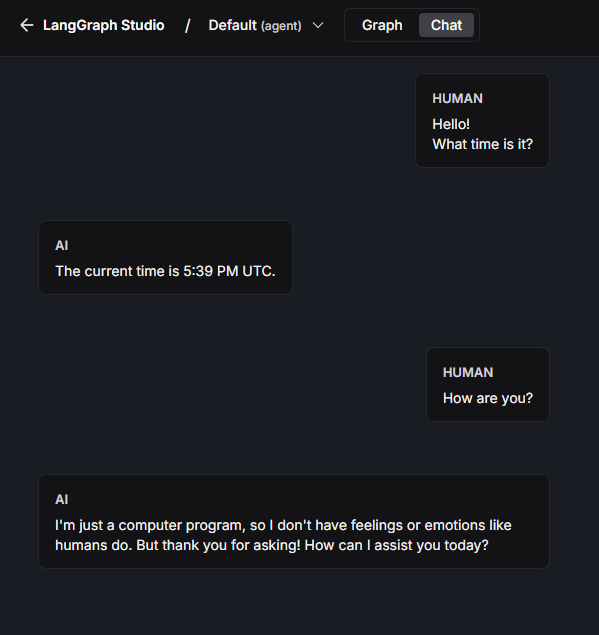 LangGraph Studio / Default (agent) Graph Chat
HUMAN
Hello!
What time is it?
AI
The current time is 5:39 PM UTC.
HUMAN
How are you?
AI
I'm just a computer program, so I don't have feelings or emotions like
humans do. But thank you for asking! How can I assist you today?